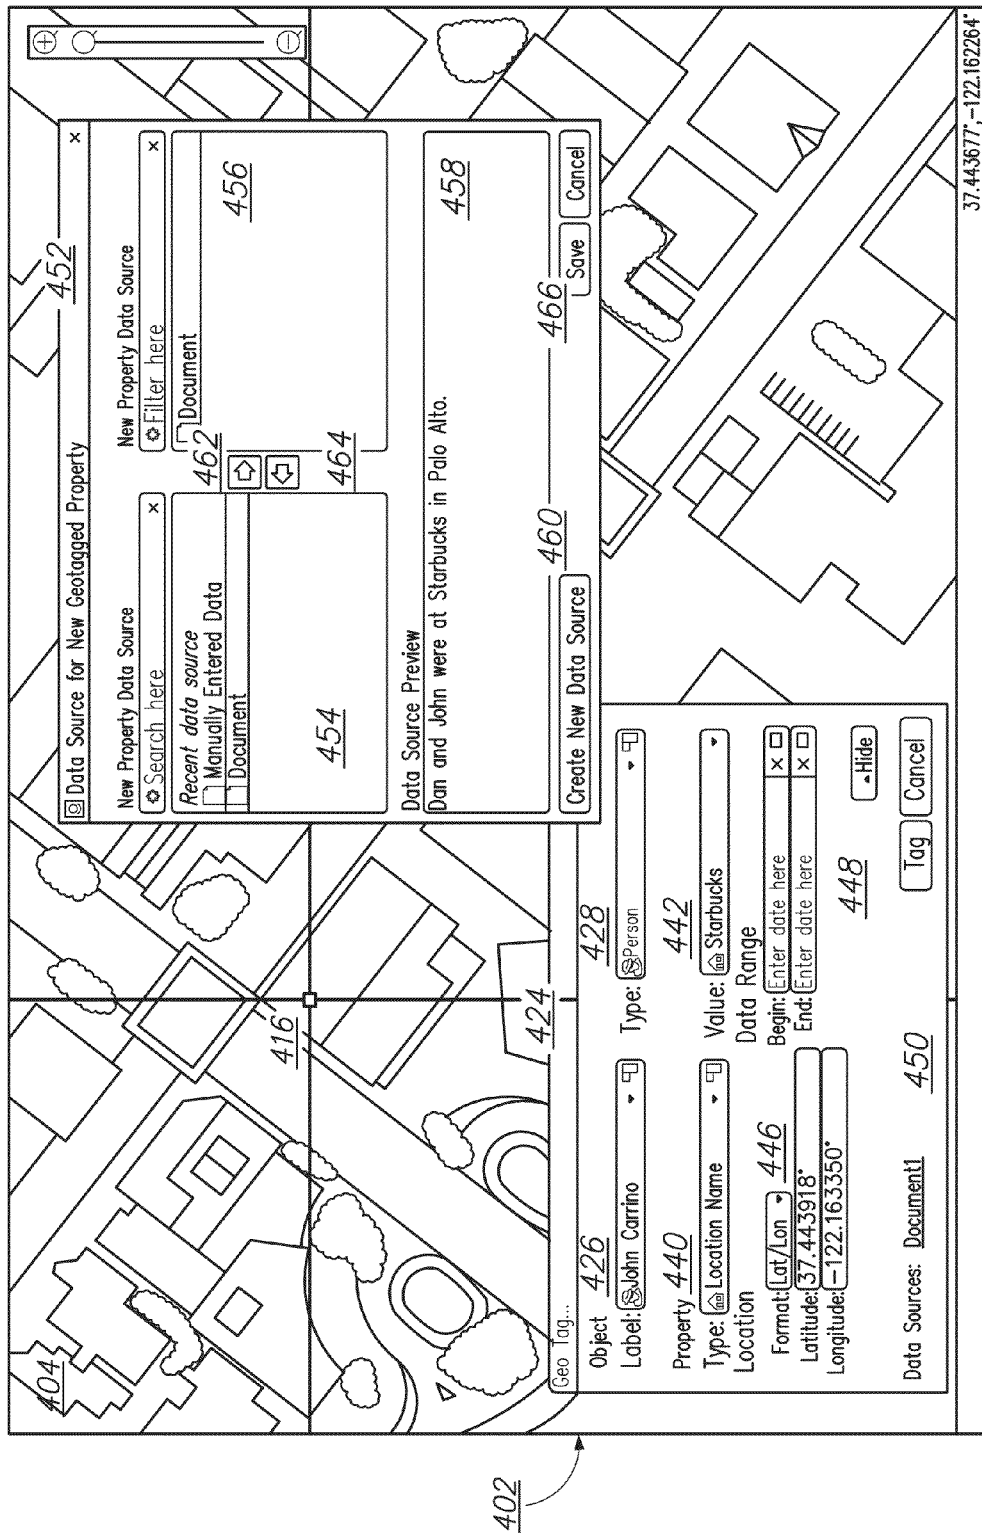 402
404
416
452
Data Source for New Geotagged Property ×
New Property Data Source
Search here ×
Recent data source
Manually Entered Data
Document
454
462
464
New Property Data Source
Filter here ×
Document
456
Data Source Preview
Dan and John were at Starbucks in Palo Alto.
458
460
466
Create New Data Source
Save
Cancel
424
Geo Tag...
Object
426
428
Label: John Carrino
Type: Person
Property 440
442
Type: Location Name
Value: Starbucks
Location
Data Range
Format: Lat/Lon 446
Begin: Enter date here ×
Latitude: 37.443918°
End: Enter date here ×
Longitude: -122.163350°
448
Hide
Data Sources: Document1
450
Tag
Cancel
37.443677°,-122.162264°